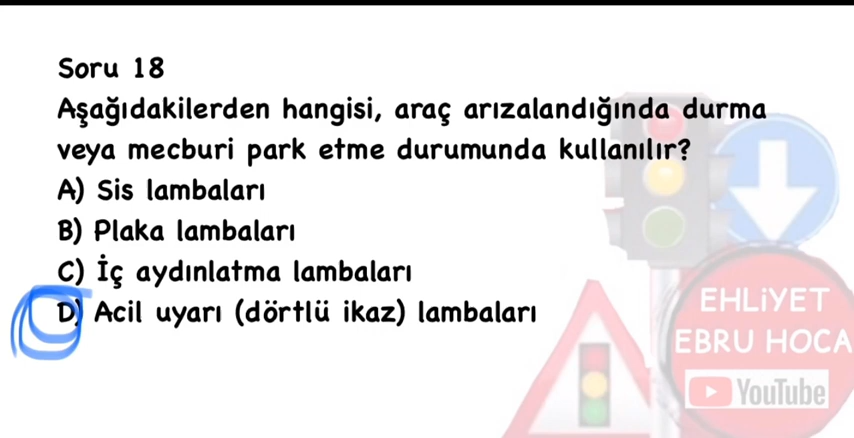 Soru 18
Aşağıdakilerden hangisi, araç arızalandığında durma
veya mecburi park etme durumunda kullanılır?
A) Sis lambaları
B) Plaka lambaları
C) İç aydınlatma lambaları
D) Acil uyarı (dörtlü ikaz) lambaları
EHLİYET
EBRU HOCA
YouTube